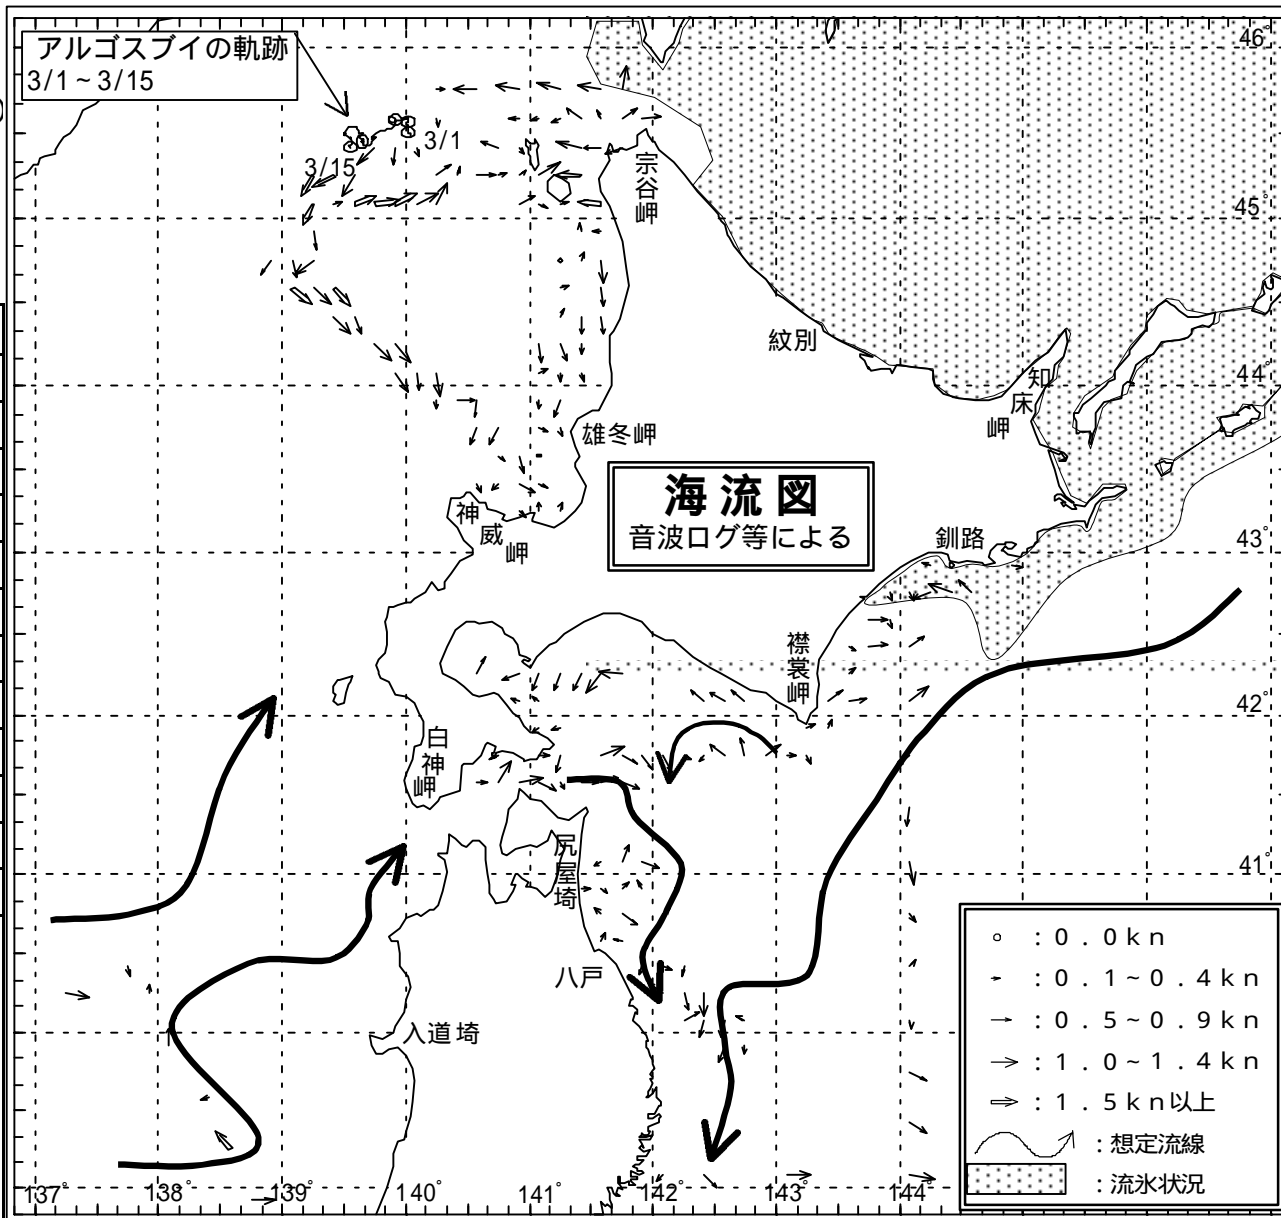 アルゴスブイの軌跡
3/1~3/15
3/1
3/15
46°
45°
44°
43°
42°
41°
宗谷岬
紋別
知床岬
雄冬岬
海流図
音波ログ等による
神威岬
釧路
襟裳岬
白神岬
尻屋埼
八戸
入道埼
:0.0kn
:0.1~0.4kn
:0.5~0.9kn
:1.0~1.4kn
:1.5kn以上
:想定流線
:流氷状況
137°
138°
139°
140°
141°
142°
143°
144°